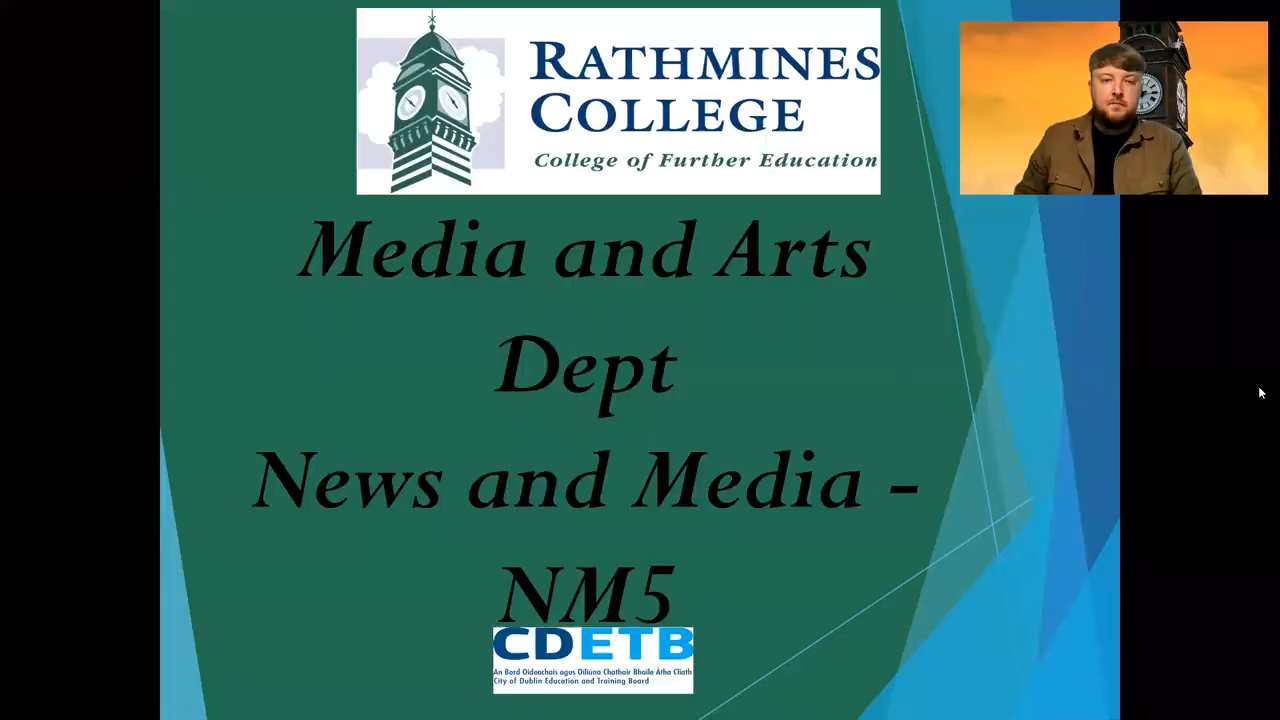 RATHMINES
COLLEGE
College of Further Education
Media and Arts
Dept
News and Media -
NM5
CDETB
An Bord Oideachais agus Oiliúna Chathair Bhaile Átha Cliath
City of Dublin Education and Training Board